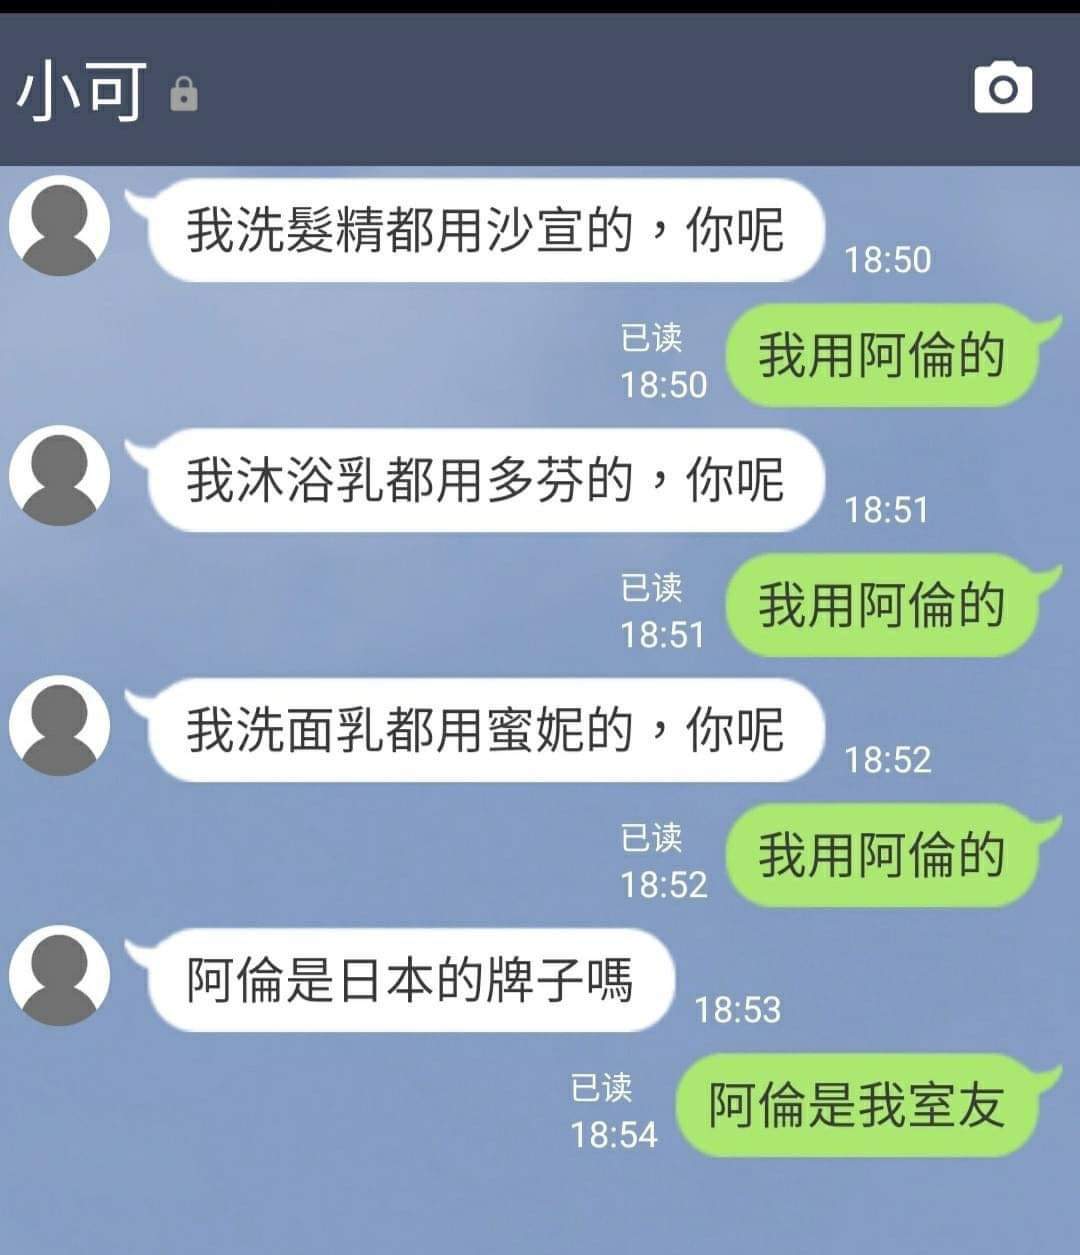 小可
我洗髮精都用沙宣的，你呢
18:50
已读
18:50
我用阿倫的
我沐浴乳都用多芬的，你呢
18:51
已读
18:51
我用阿倫的
我洗面乳都用蜜妮的，你呢
18:52
已读
18:52
我用阿倫的
阿倫是日本的牌子嗎
18:53
已读
18:54
阿倫是我室友